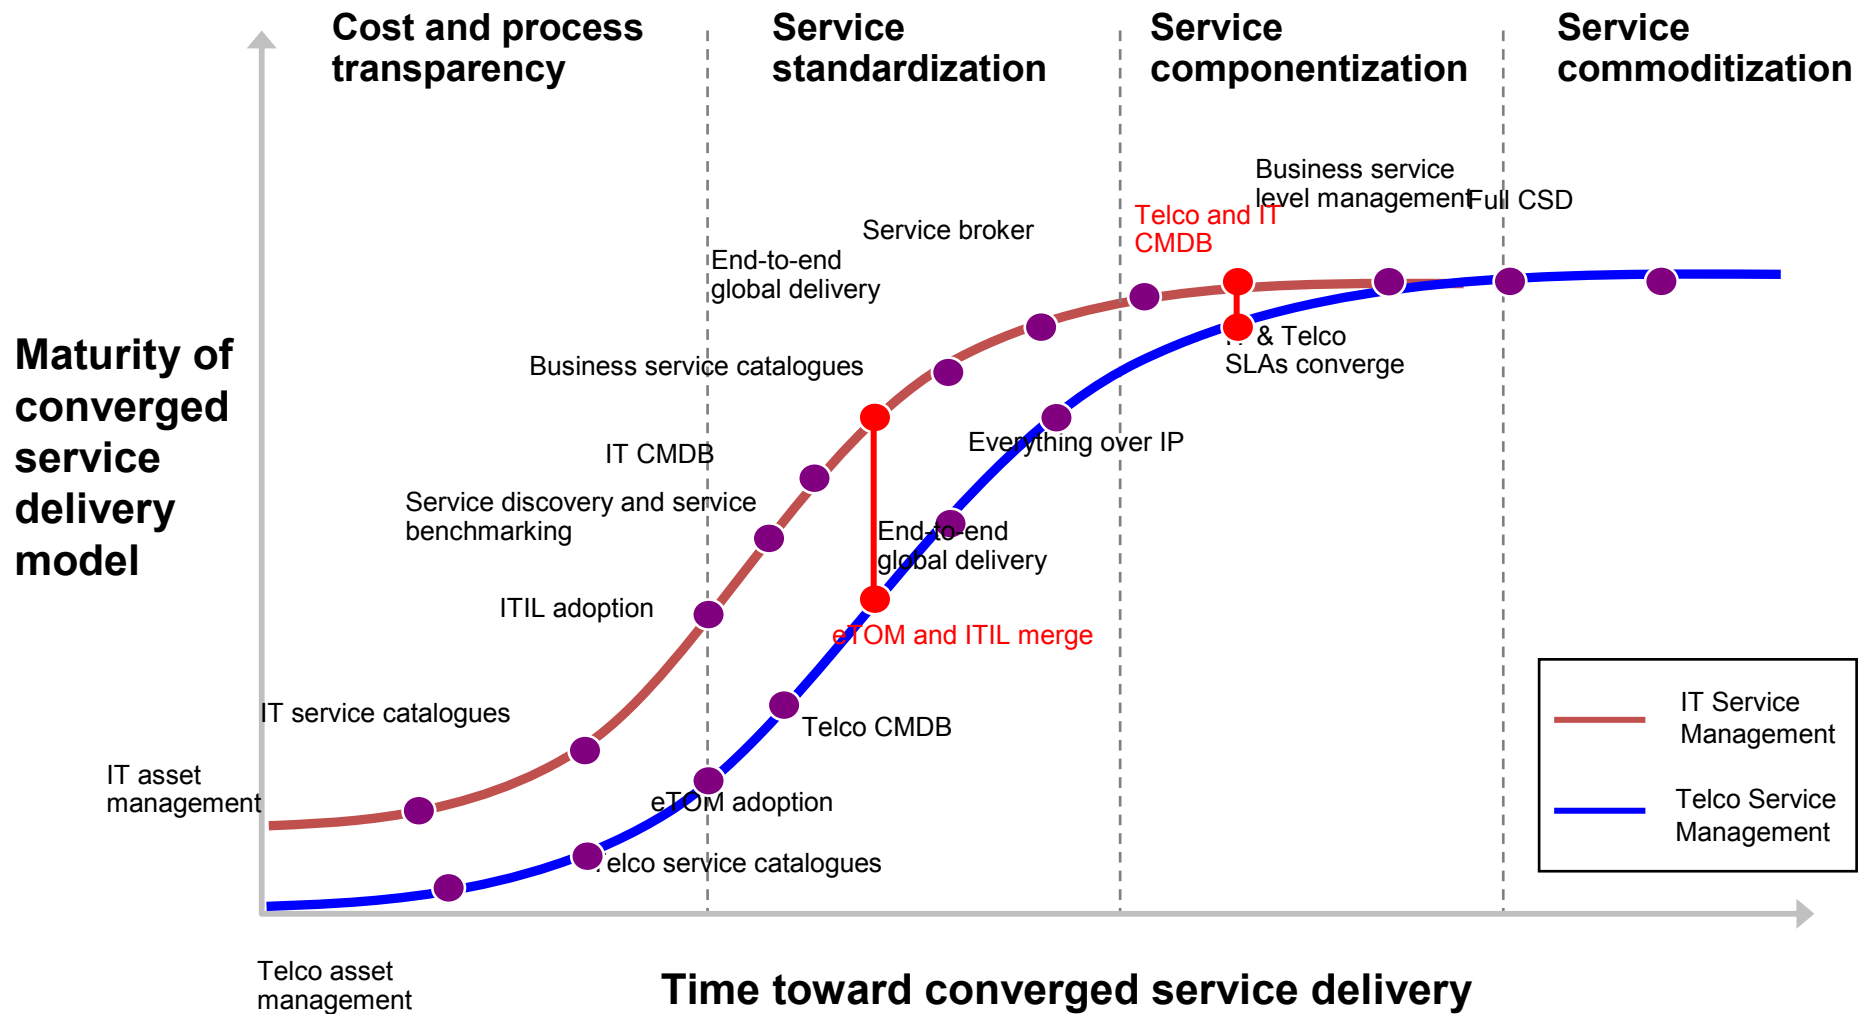 Cost and process
transparency
Service
standardization
Service
componentization
Service
commoditization
Business service
level management
Full CSD
Telco and IT
CMDB
Service broker
End-to-end
global delivery
Maturity of
converged
service
delivery
model
Business service catalogues
IT & Telco
SLAs converge
IT CMDB
Everything over IP
Service discovery and service
benchmarking
End-to-end
global delivery
ITIL adoption
eTOM and ITIL merge
IT service catalogues
Telco CMDB
IT asset
management
eTOM adoption
Telco service catalogues
IT Service
Management
Telco Service
Management
Telco asset
management
Time toward converged service delivery